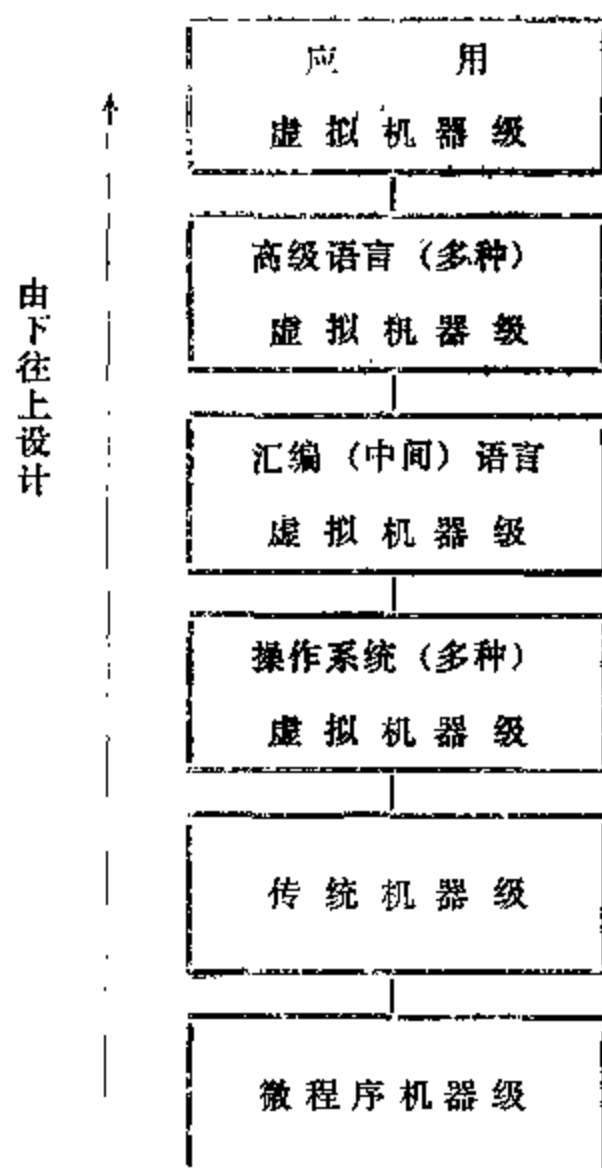 应 用
虚拟机器级
高级语言（多种）
虚拟机器级
汇编（中间）语言
虚拟机器级
操作系统（多种）
虚拟机器级
传统机器级
微程序机器级
由下往上设计